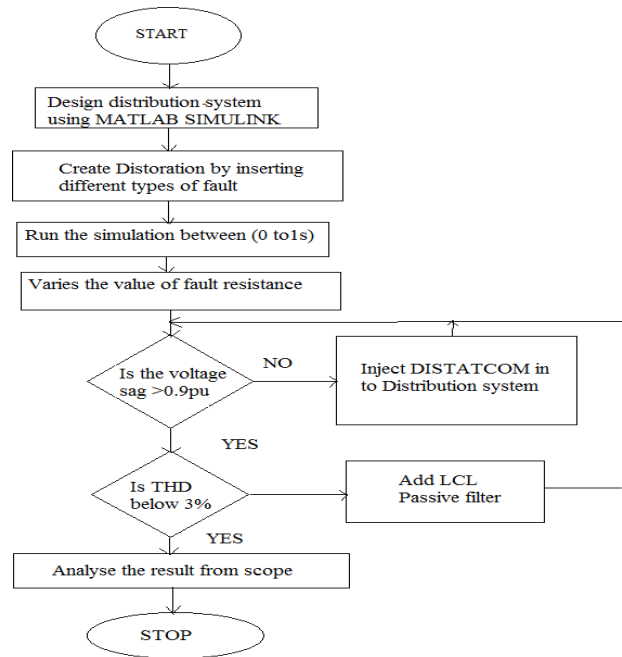 START
Design distribution-system
using MATLAB SIMULINK
Create Distoration by inserting
different types of fault
Run the simulation between (0 to1s)
Varies the value of fault resistance
Is the voltage
sag >0.9pu
NO
Inject DISTATCOM in
to Distribution system
YES
Is THD
below 3%
Add LCL
Passive filter
YES
Analyse the result from scope
STOP